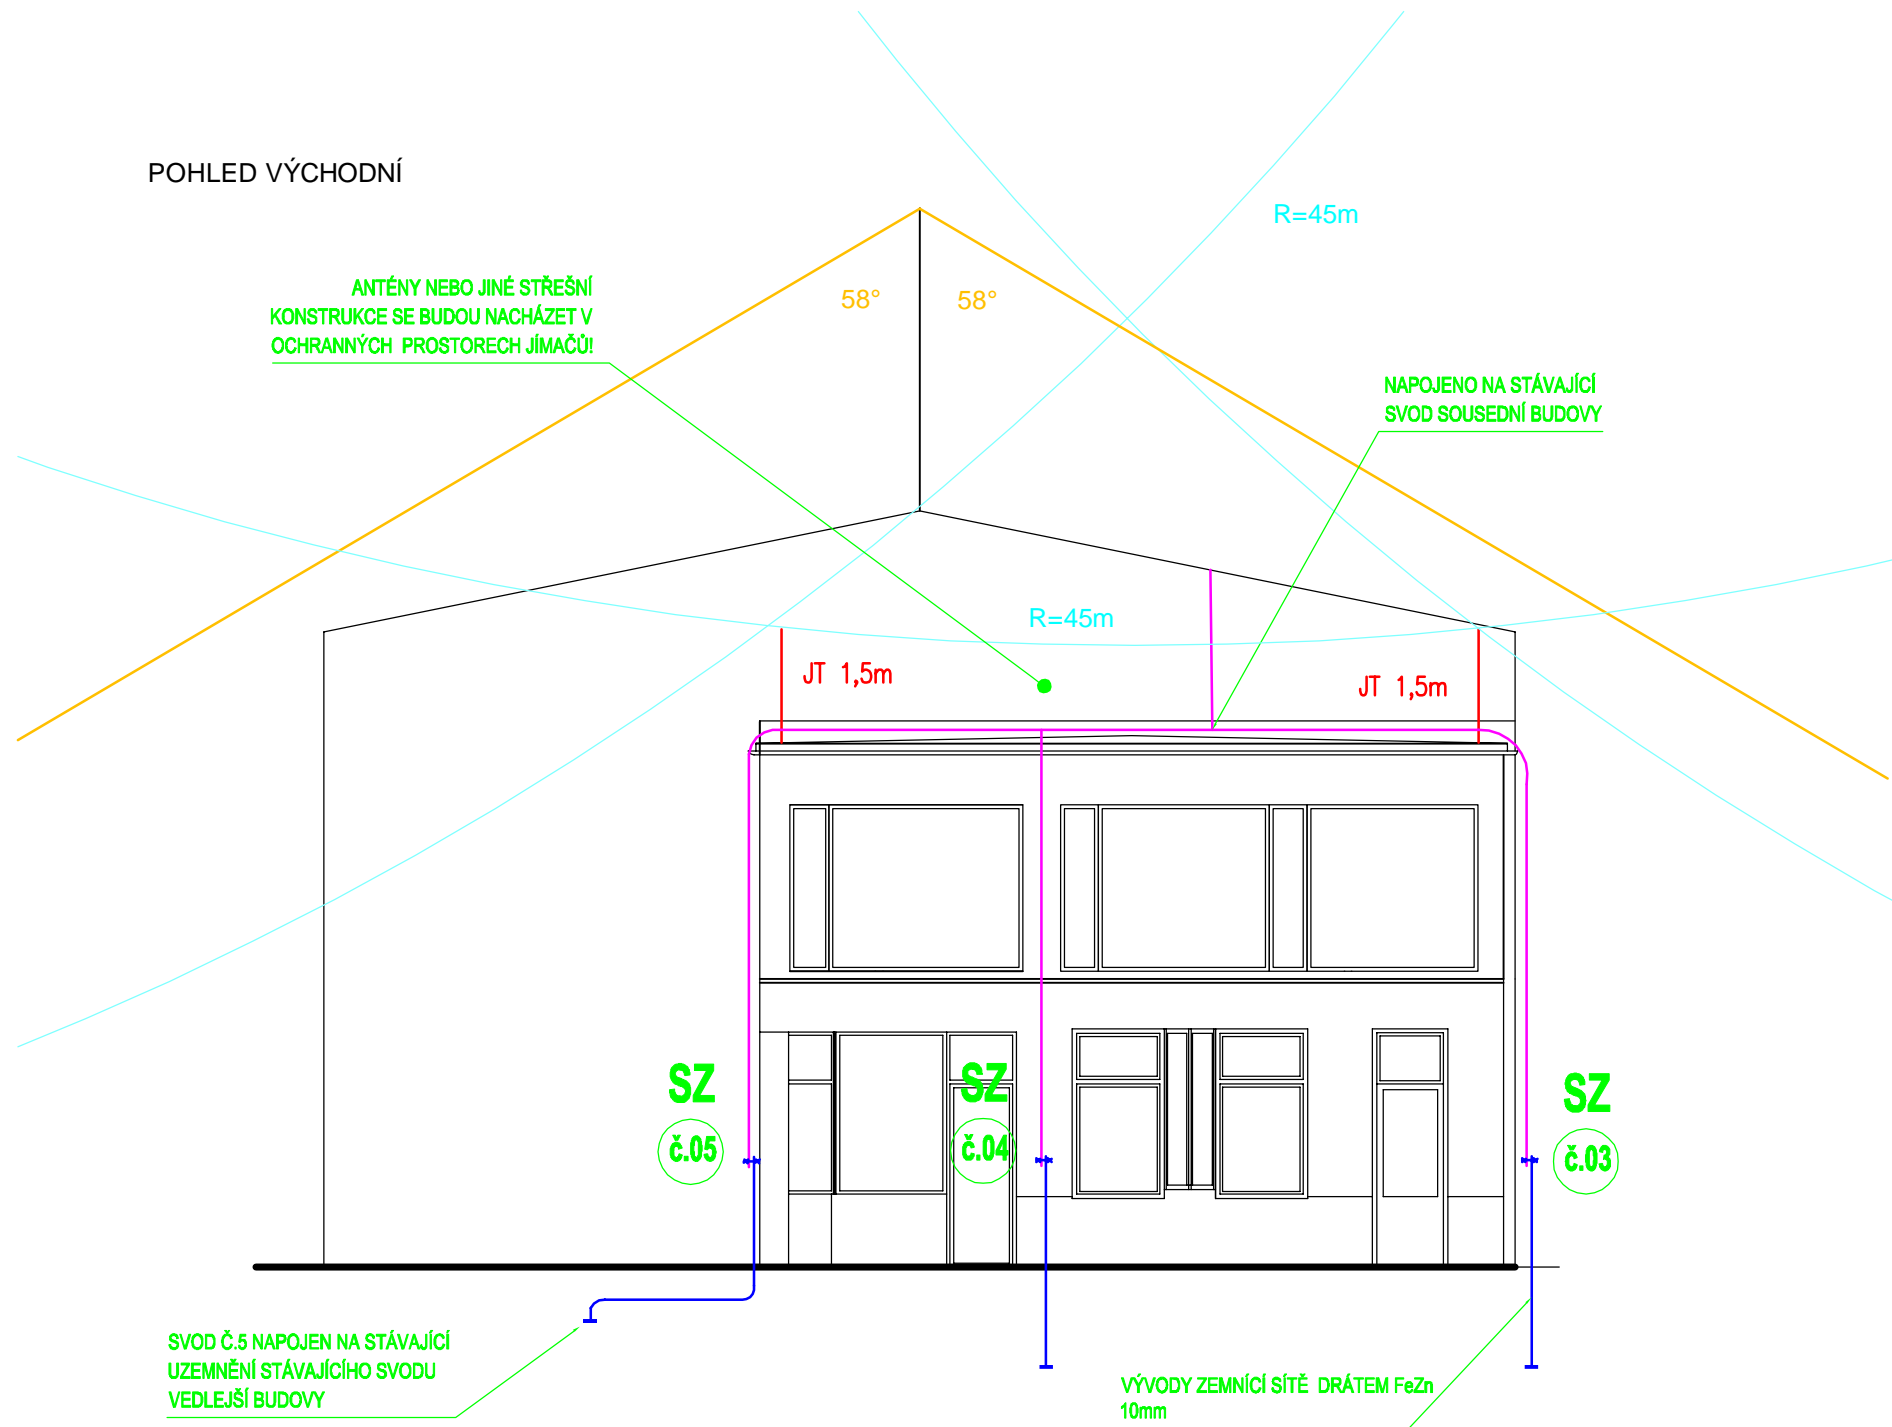 POHLED VÝCHODNÍ
R=45m
ANTÉNY NEBO JINÉ STŘEŠNÍ
KONSTRUKCE SE BUDOU NACHÁZET V
OCHRANNÝCH PROSTORECH JÍMAČŮ!
58°
58°
NAPOJENO NA STÁVAJÍCÍ
SVOD SOUSEDNÍ BUDOVY
R=45m
JT 1,5m
JT 1,5m
SZ
č.05
SZ
č.04
SZ
č.03
SVOD Č.5 NAPOJEN NA STÁVAJÍCÍ
UZEMNĚNÍ STÁVAJÍCÍHO SVODU
VEDLEJŠÍ BUDOVY
VÝVODY ZEMNÍCÍ SÍTĚ DRÁTEM FeZn
10mm